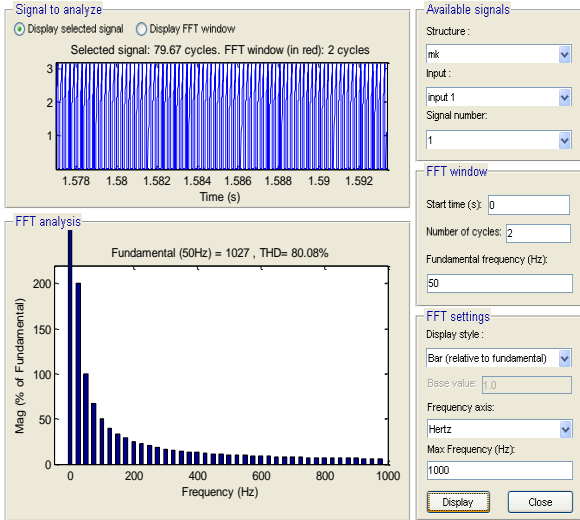 Signal to analyze
Display selected signal
Display FFT window
Selected signal: 79.67 cycles. FFT window (in red): 2 cycles
3
2
1
1.578 1.58 1.582 1.584 1.586 1.588 1.59 1.592
Time (s)
FFT analysis
Fundamental (50Hz) = 1027 , THD= 80.08%
Mag (% of Fundamental)
200
150
100
50
0
0 200 400 600 800 1000
Frequency (Hz)
Available signals
Structure :
mk
Input :
input 1
Signal number:
1
FFT window
Start time (s): 0
Number of cycles: 2
Fundamental frequency (Hz):
50
FFT settings
Display style :
Bar (relative to fundamental)
Base value: 1.0
Frequency axis:
Hertz
Max Frequency (Hz):
1000
Display
Close